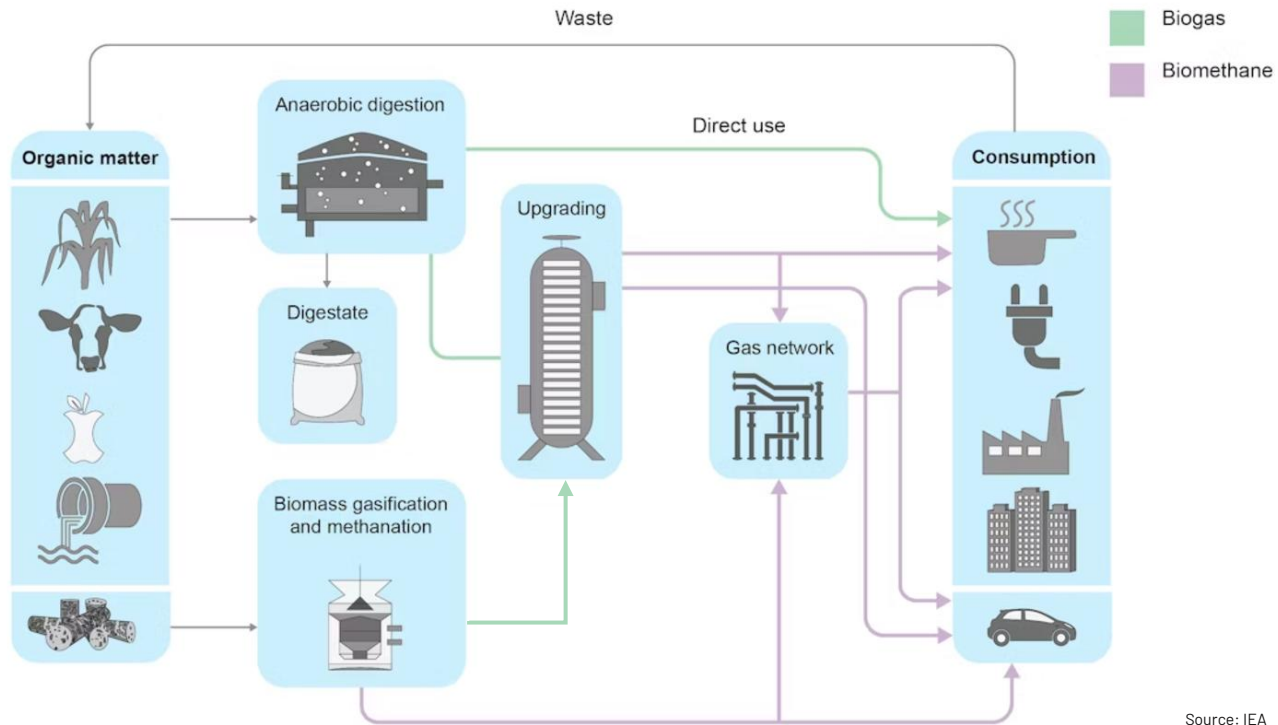 Waste
Biogas
Biomethane
Anaerobic digestion
Direct use
Organic matter
Consumption
Upgrading
Digestate
Gas network
Biomass gasification
and methanation
Source: IEA